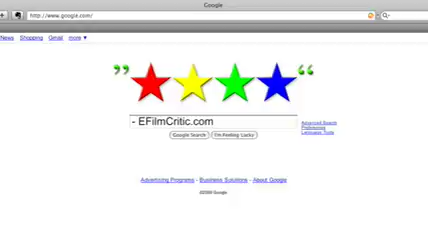 Google
http://www.google.com/
News Shopping Gmail more ▼
” ★ ★ ★ ★ “
- EFilmCritic.com
Google Search I'm Feeling Lucky
Advanced Search
Preferences
Language Tools
Advertising Programs - Business Solutions - About Google
©2009 Google